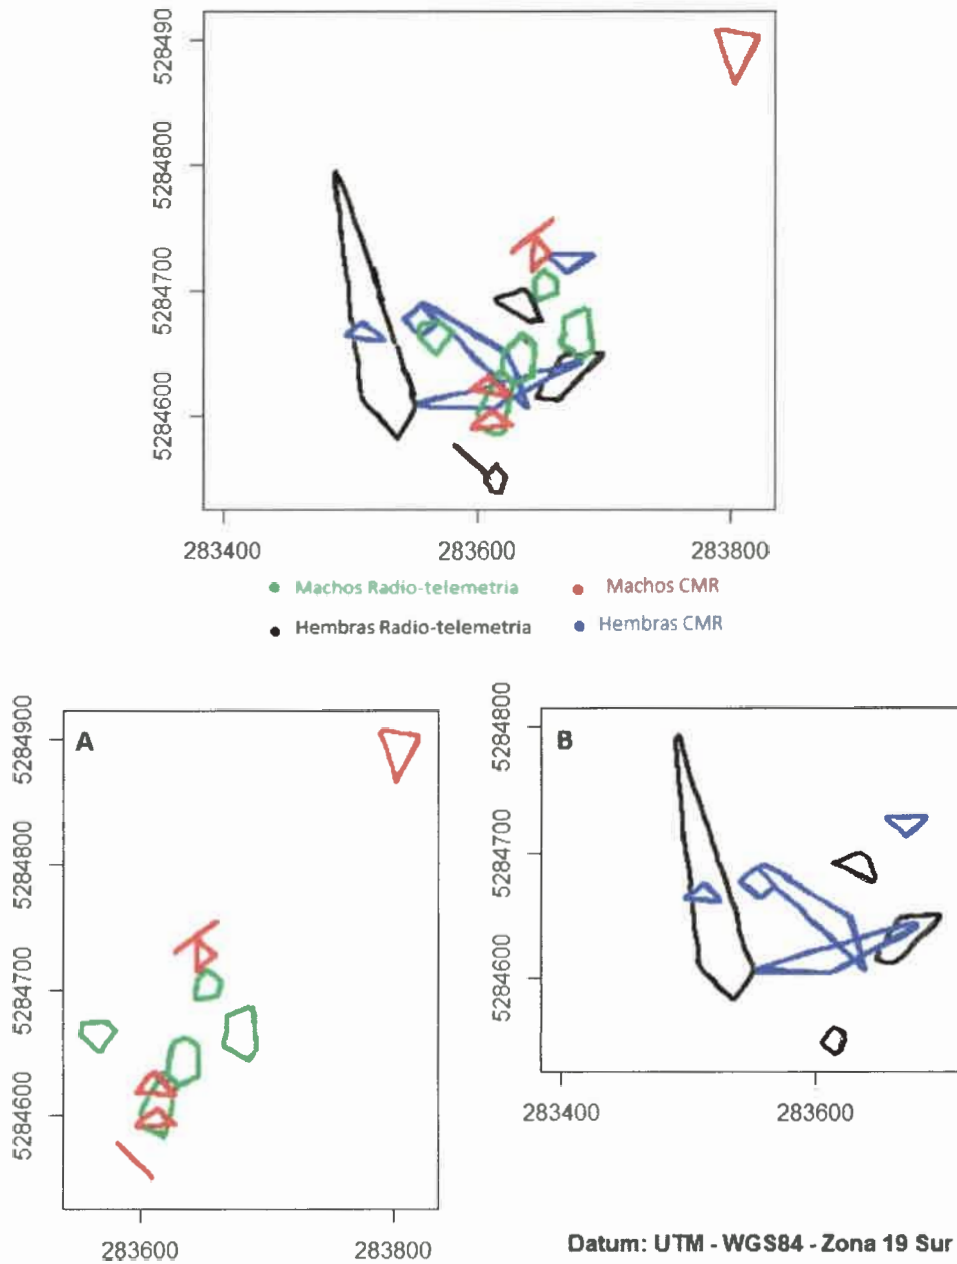 528490
5284800
5284700
5284600
283400
283600
283800
Machos Radio-telemetria
Machos CMR
Hembras Radio-telemetria
Hembras CMR
A
5284900
5284800
5284700
5284600
283600
283800
B
5284800
5284700
5284600
283400
283600
Datum: UTM - WGS84 - Zona 19 Sur